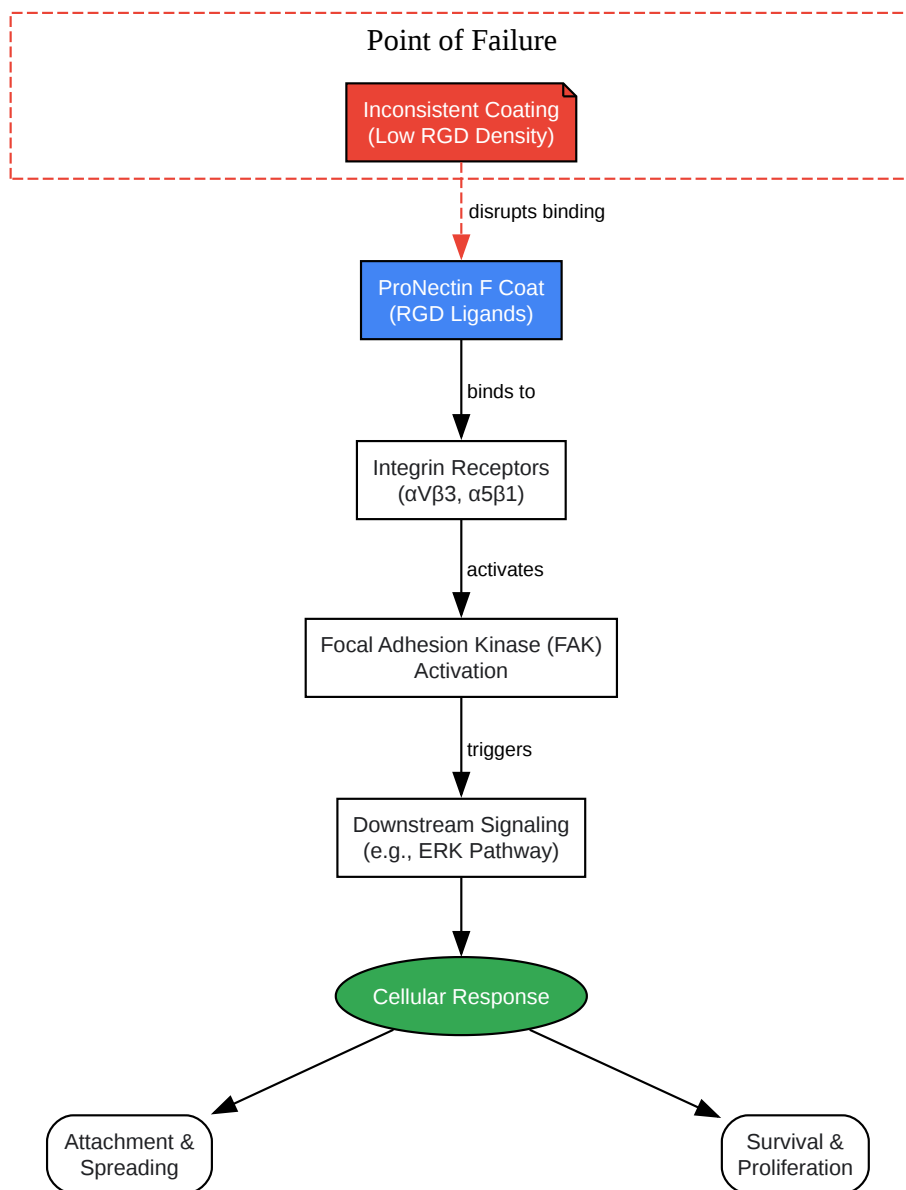 Point of Failure
Inconsistent Coating
(Low RGD Density)
disrupts binding
ProNectin F Coat
(RGD Ligands)
binds to
Integrin Receptors
(αVβ3, α5β1)
activates
Focal Adhesion Kinase (FAK)
Activation
triggers
Downstream Signaling
(e.g., ERK Pathway)
Cellular Response
Attachment &
Spreading
Survival &
Proliferation